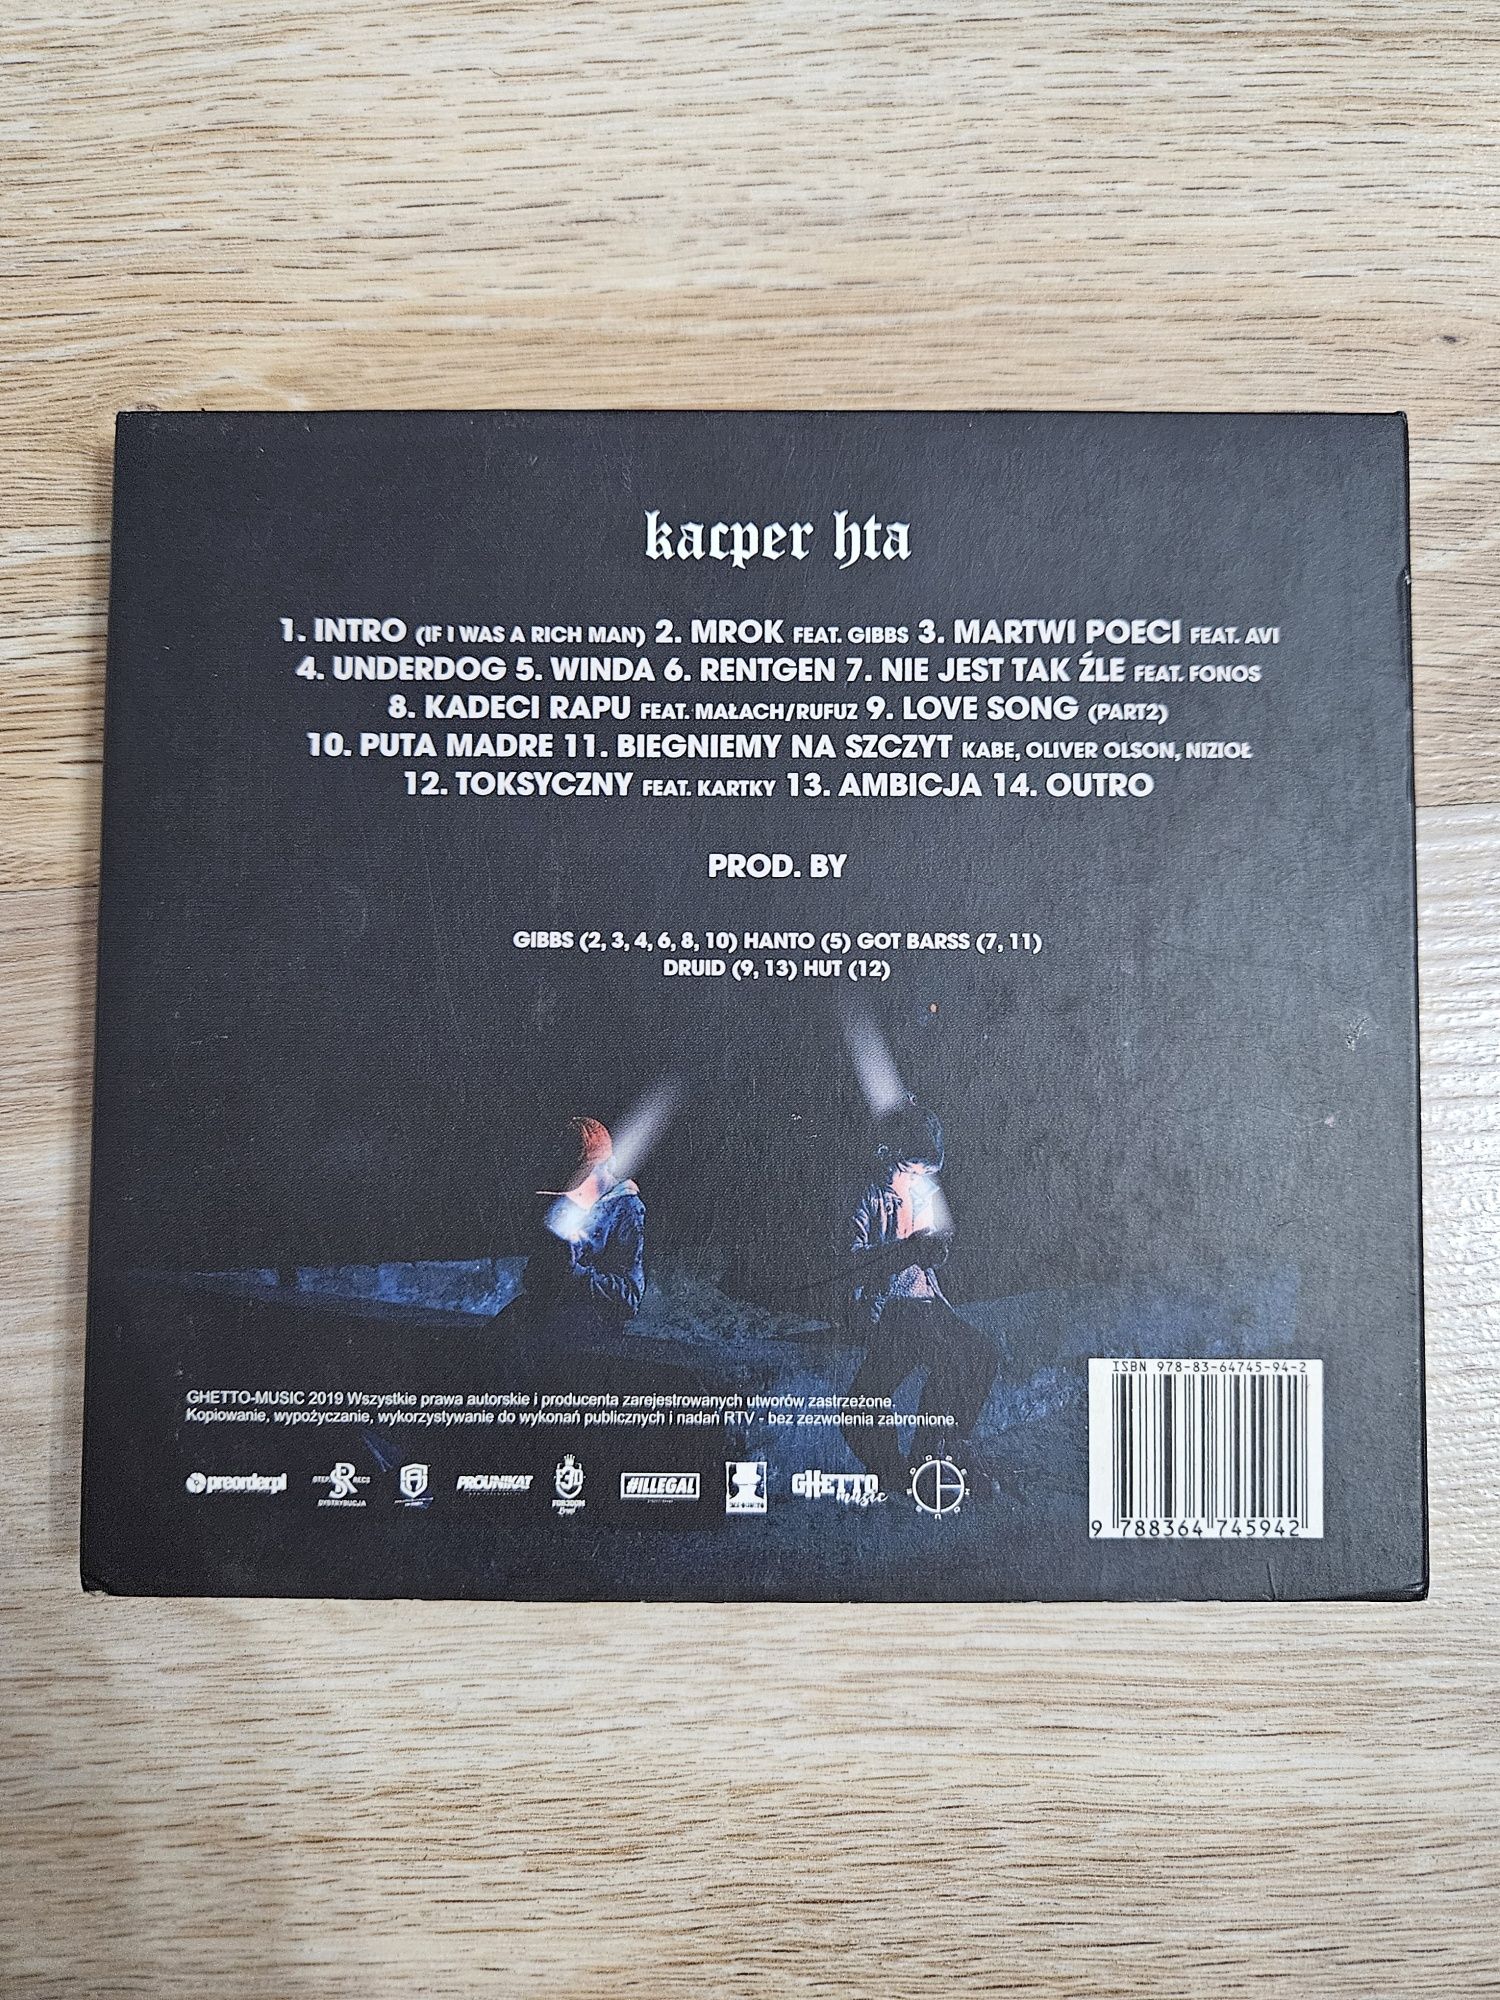 kacper hta
1. INTRO (IF I WAS A RICH MAN) 2. MROK FEAT. GIBBS 3. MARTWI POECI FEAT. AVI
4. UNDERDOG 5. WINDA 6. RENTGEN 7. NIE JEST TAK ŹLE FEAT. FONOS
8. KADECI RAPU FEAT. MAŁACH/RUFUZ 9. LOVE SONG (PART2)
10. PUTA MADRE 11. BIEGNIEMY NA SZCZYT KABE, OLIVER OLSON, NIZIOŁ
12. TOKSYCZNY FEAT. KARTKY 13. AMBICJA 14. OUTRO
PROD. BY
GIBBS (2, 3, 4, 6, 8, 10) HANTO (5) GOT BARSS (7, 11)
DRUID (9, 13) HUT (12)
ISBN 978-83-64745-94-2
GHETTO-MUSIC 2019 Wszystkie prawa autorskie i producenta zarejestrowanych utworów zastrzeżone.
Kopiowanie, wypożyczanie, wykorzystywanie do wykonań publicznych i nadań RTV - bez zezwolenia zabronione.
preorder.pl STEP RECS DYSTRYBUCJA PROUNIKAT #ILLEGAL GHETTO music
9 788364 745942